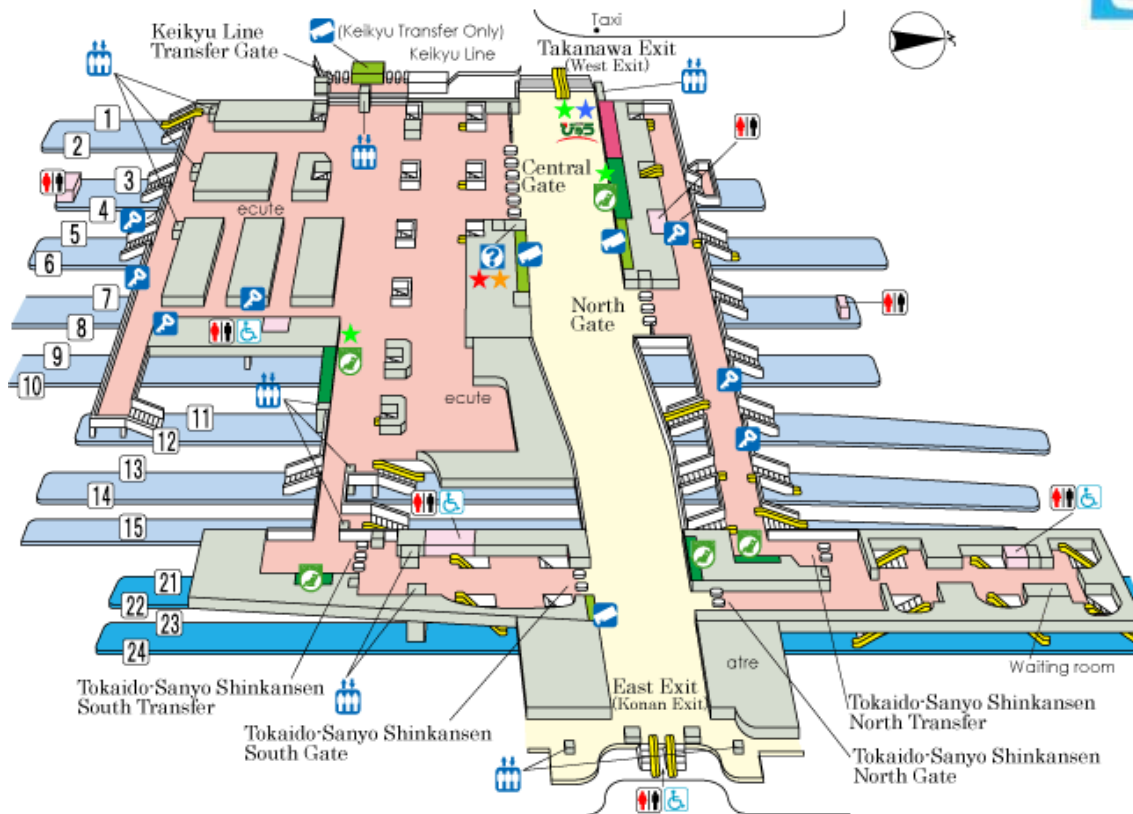 Taxi
(Keikyu Transfer Only)
Keikyu Line
Transfer Gate
Keikyu Line
Takanawa Exit
(West Exit)
びゅう
Central
Gate
1
2
3
4
ecute
5
6
?
7
8
North
Gate
9
10
ecute
11
12
13
14
15
21
22
23
24
atre
Waiting room
Tokaido-Sanyo Shinkansen
South Transfer
East Exit
(Konan Exit)
Tokaido-Sanyo Shinkansen
North Transfer
Tokaido-Sanyo Shinkansen
South Gate
Tokaido-Sanyo Shinkansen
North Gate